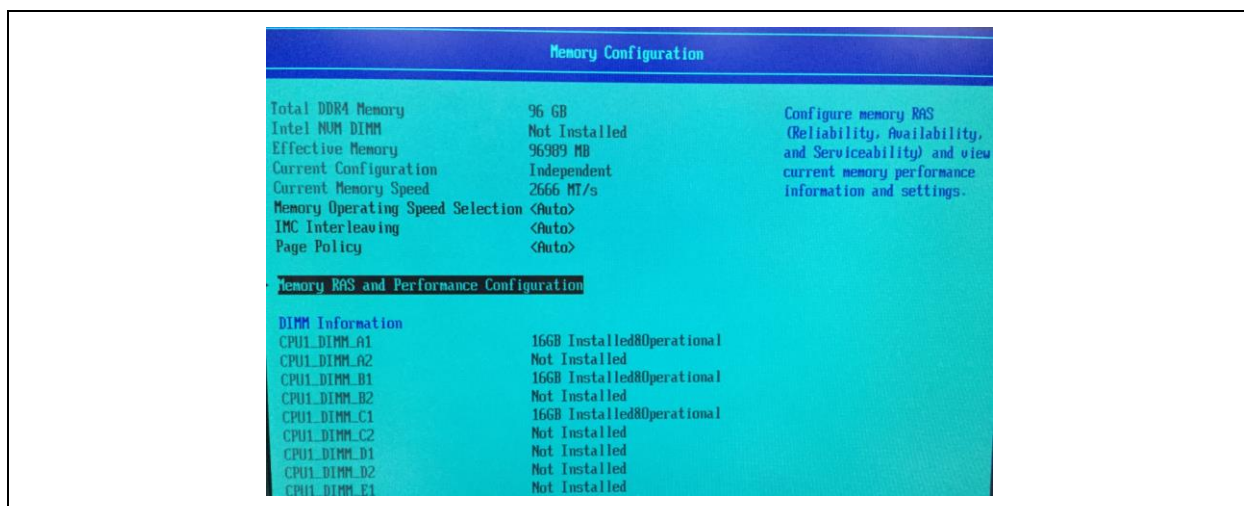 Memory Configuration
Total DDR4 Memory 96 GB
Intel NVM DIMM Not Installed
Effective Memory 96989 MB
Current Configuration Independent
Current Memory Speed 2666 MT/s
Memory Operating Speed Selection <Auto>
IMC Interleaving <Auto>
Page Policy <Auto>
Memory RAS and Performance Configuration
DIMM Information
CPU1_DIMM_A1 16GB Installed&Operational
CPU1_DIMM_A2 Not Installed
CPU1_DIMM_B1 16GB Installed&Operational
CPU1_DIMM_B2 Not Installed
CPU1_DIMM_C1 16GB Installed&Operational
CPU1_DIMM_C2 Not Installed
CPU1_DIMM_D1 Not Installed
CPU1_DIMM_D2 Not Installed
CPU1_DIMM_E1 Not Installed
Configure memory RAS
(Reliability, Availability,
and Serviceability) and view
current memory performance
information and settings.